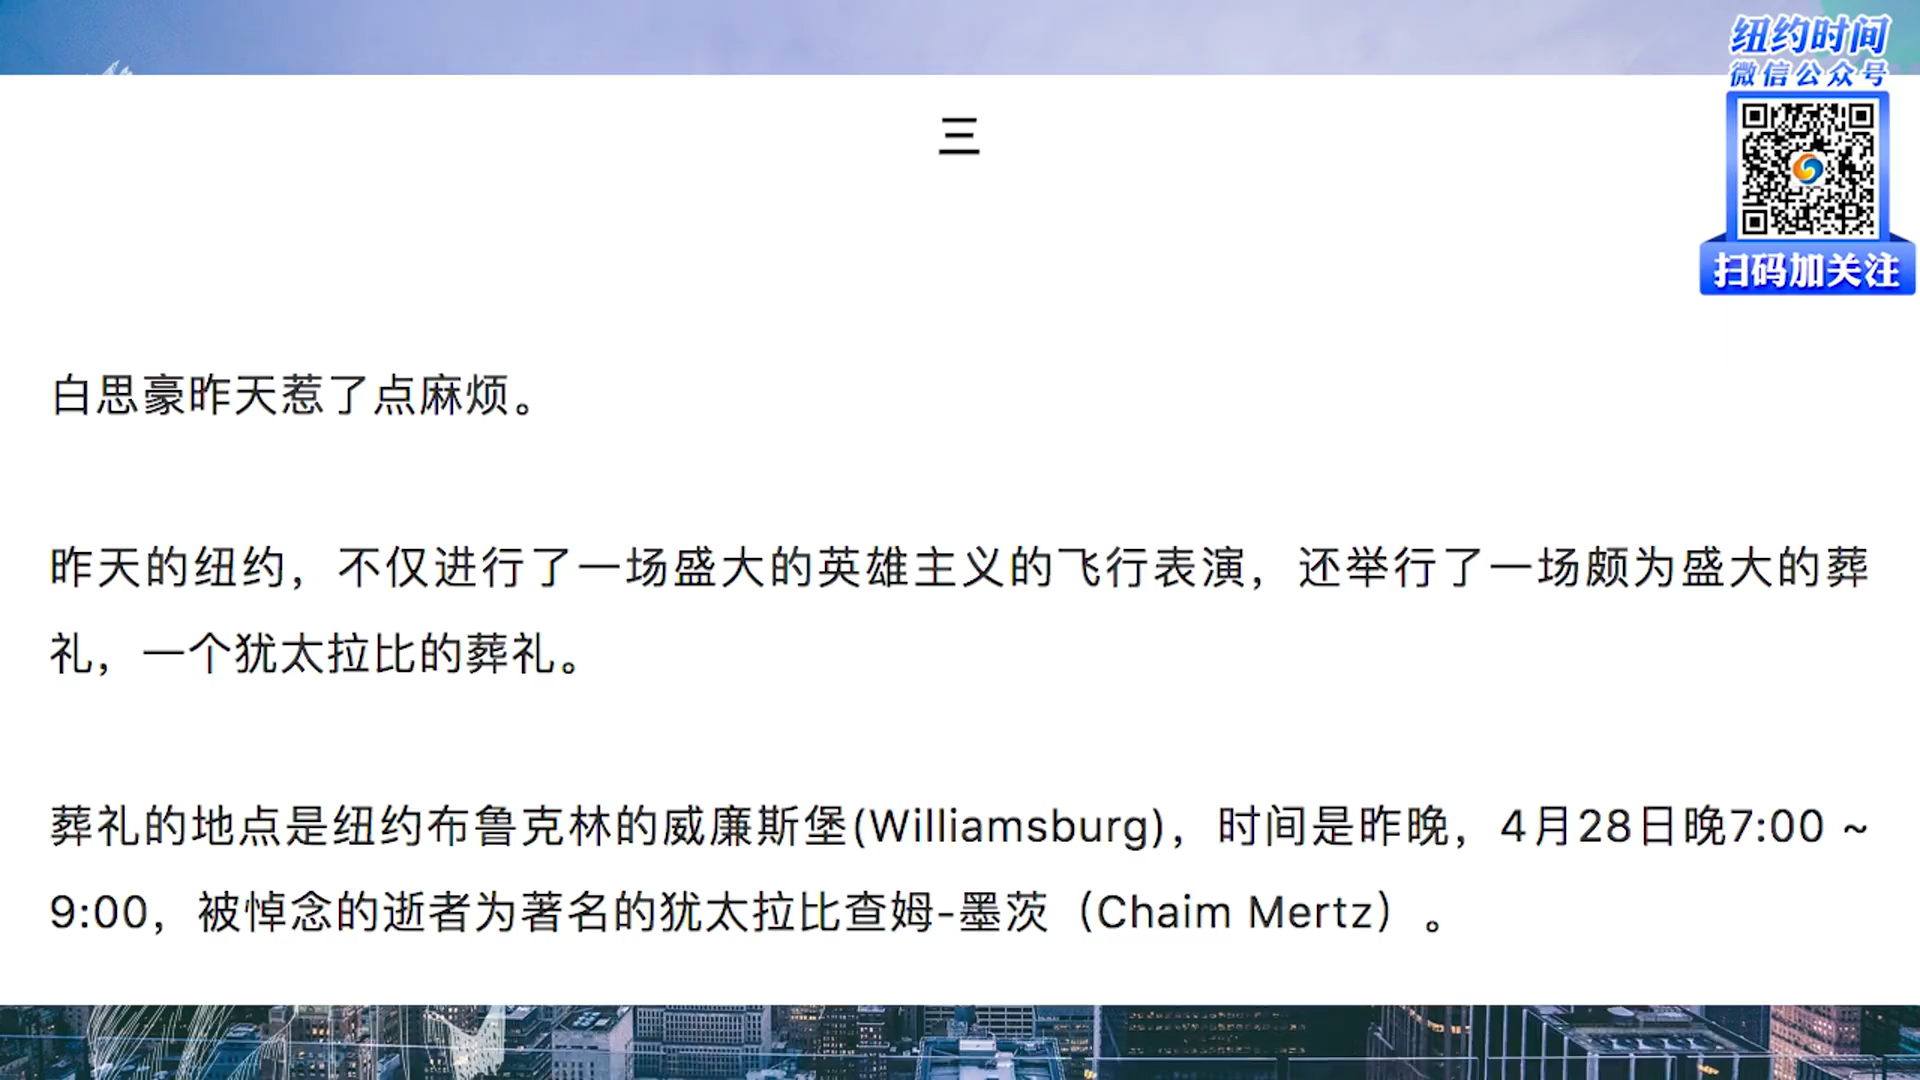 纽约时间
微信公众号
扫码加关注
三
白思豪昨天惹了点麻烦。
昨天的纽约，不仅进行了一场盛大的英雄主义的飞行表演，还举行了一场颇为盛大的葬
礼，一个犹太拉比的葬礼。
葬礼的地点是纽约布鲁克林的威廉斯堡(Williamsburg)，时间是昨晚，4月28日晚7:00 ~
9:00，被悼念的逝者为著名的犹太拉比查姆-墨茨（Chaim Mertz）。